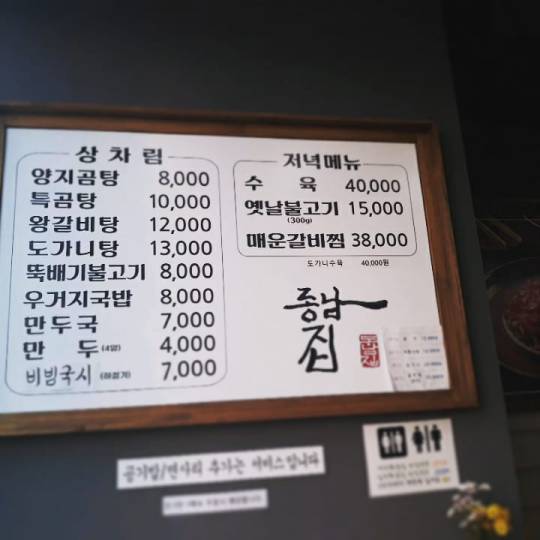 상차림
양지곰탕 8,000
특곰탕 10,000
왕갈비탕 12,000
도가니탕 13,000
뚝배기불고기 8,000
우거지국밥 8,000
만두국 7,000
만두 (4알) 4,000
비빔국시 (하절기) 7,000
저녁메뉴
수육 40,000
옛날불고기 15,000
(300g)
매운갈비찜 38,000
도가니수육 40,000원
종남
집
공기밥/면사리 추가는 서비스입니다